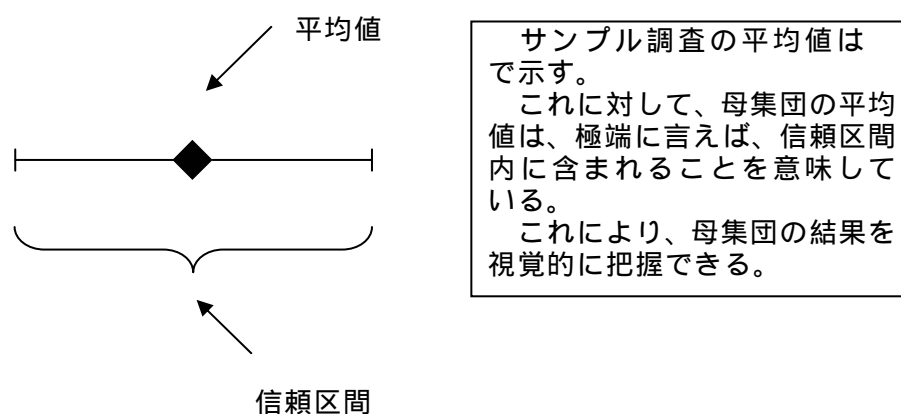 平均値
サンプル調査の平均値は
で示す。
これに対して、母集団の平均
値は、極端に言えば、信頼区間
内に含まれることを意味して
いる。
これにより、母集団の結果を
視覚的に把握できる。
信頼区間